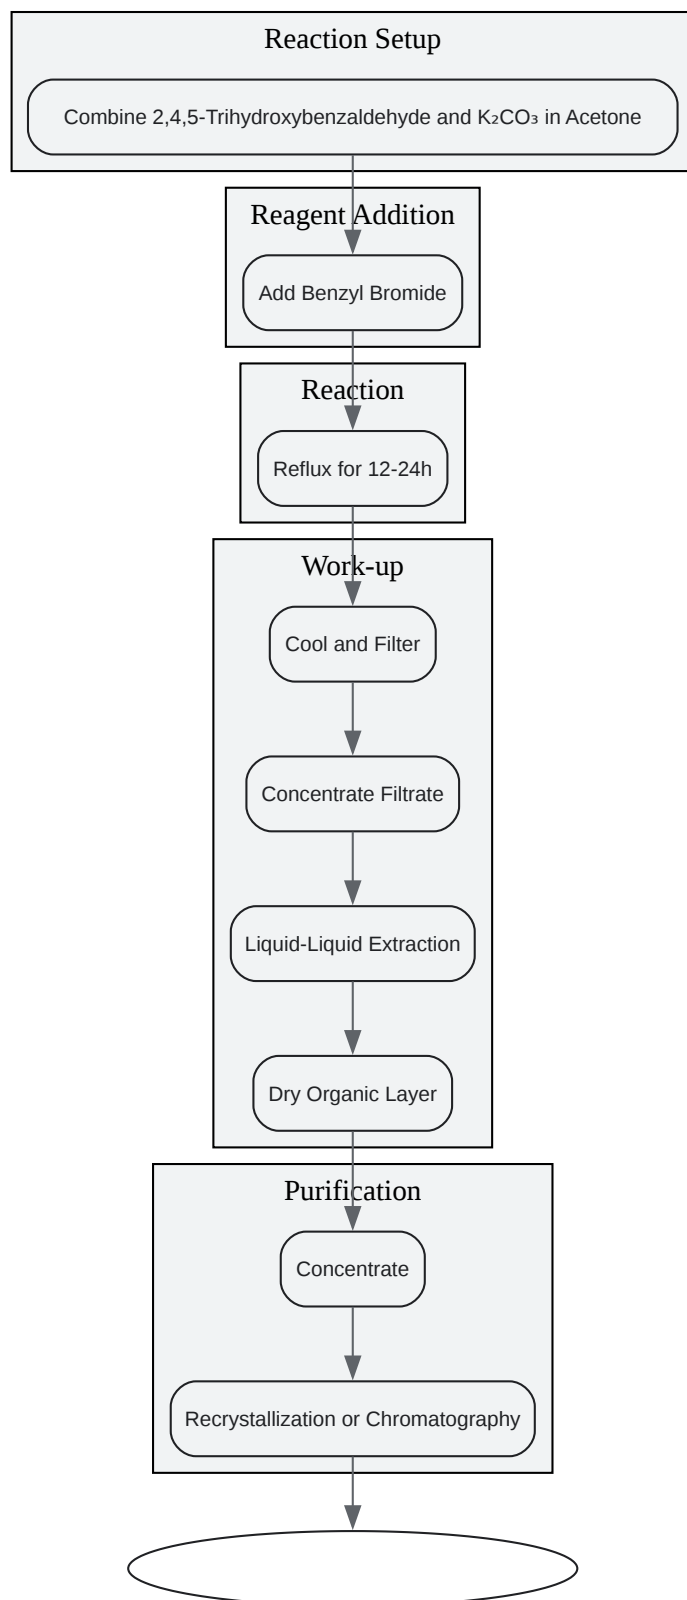 Reaction Setup
Combine 2,4,5-Trihydroxybenzaldehyde and K₂CO₃ in Acetone
Reagent Addition
Add Benzyl Bromide
Reaction
Reflux for 12-24h
Work-up
Cool and Filter
Concentrate Filtrate
Liquid-Liquid Extraction
Dry Organic Layer
Purification
Concentrate
Recrystallization or Chromatography